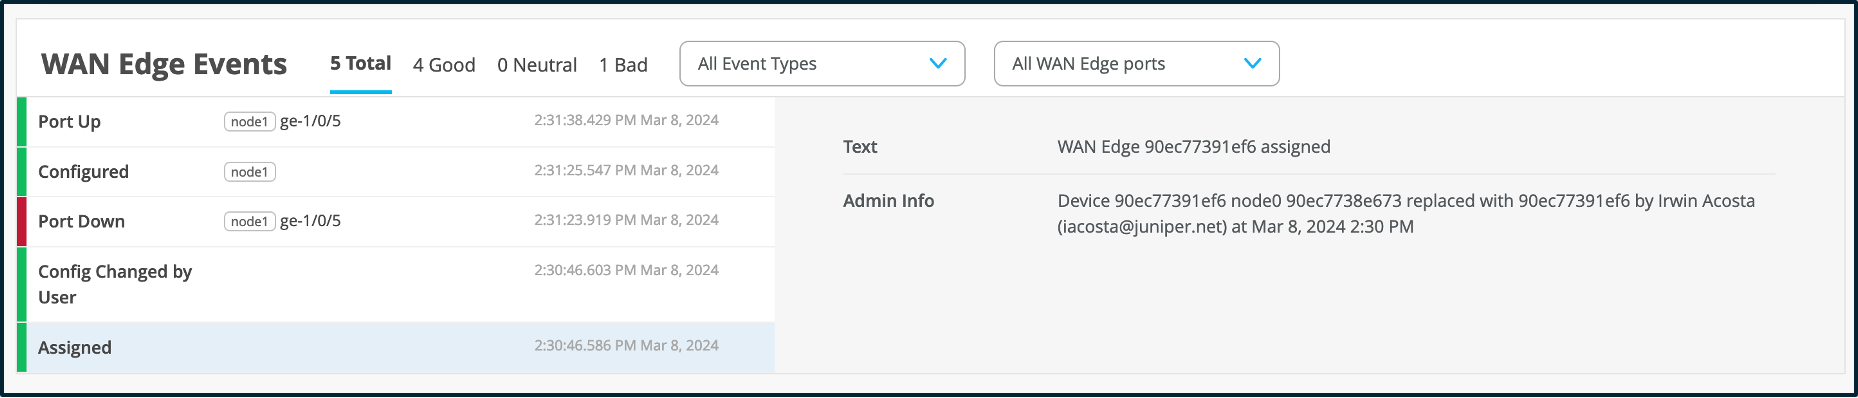 WAN Edge Events 5 Total 4 Good 0 Neutral 1 Bad All Event Types All WAN Edge ports
Port Up node1 ge-1/0/5 2:31:38.429 PM Mar 8, 2024
Configured node1 2:31:25.547 PM Mar 8, 2024
Port Down node1 ge-1/0/5 2:31:23.919 PM Mar 8, 2024
Config Changed by 2:30:46.603 PM Mar 8, 2024
User
Assigned 2:30:46.586 PM Mar 8, 2024
Text WAN Edge 90ec77391ef6 assigned
Admin Info Device 90ec77391ef6 node0 90ec7738e673 replaced with 90ec77391ef6 by Irwin Acosta
(iacosta@juniper.net) at Mar 8, 2024 2:30 PM